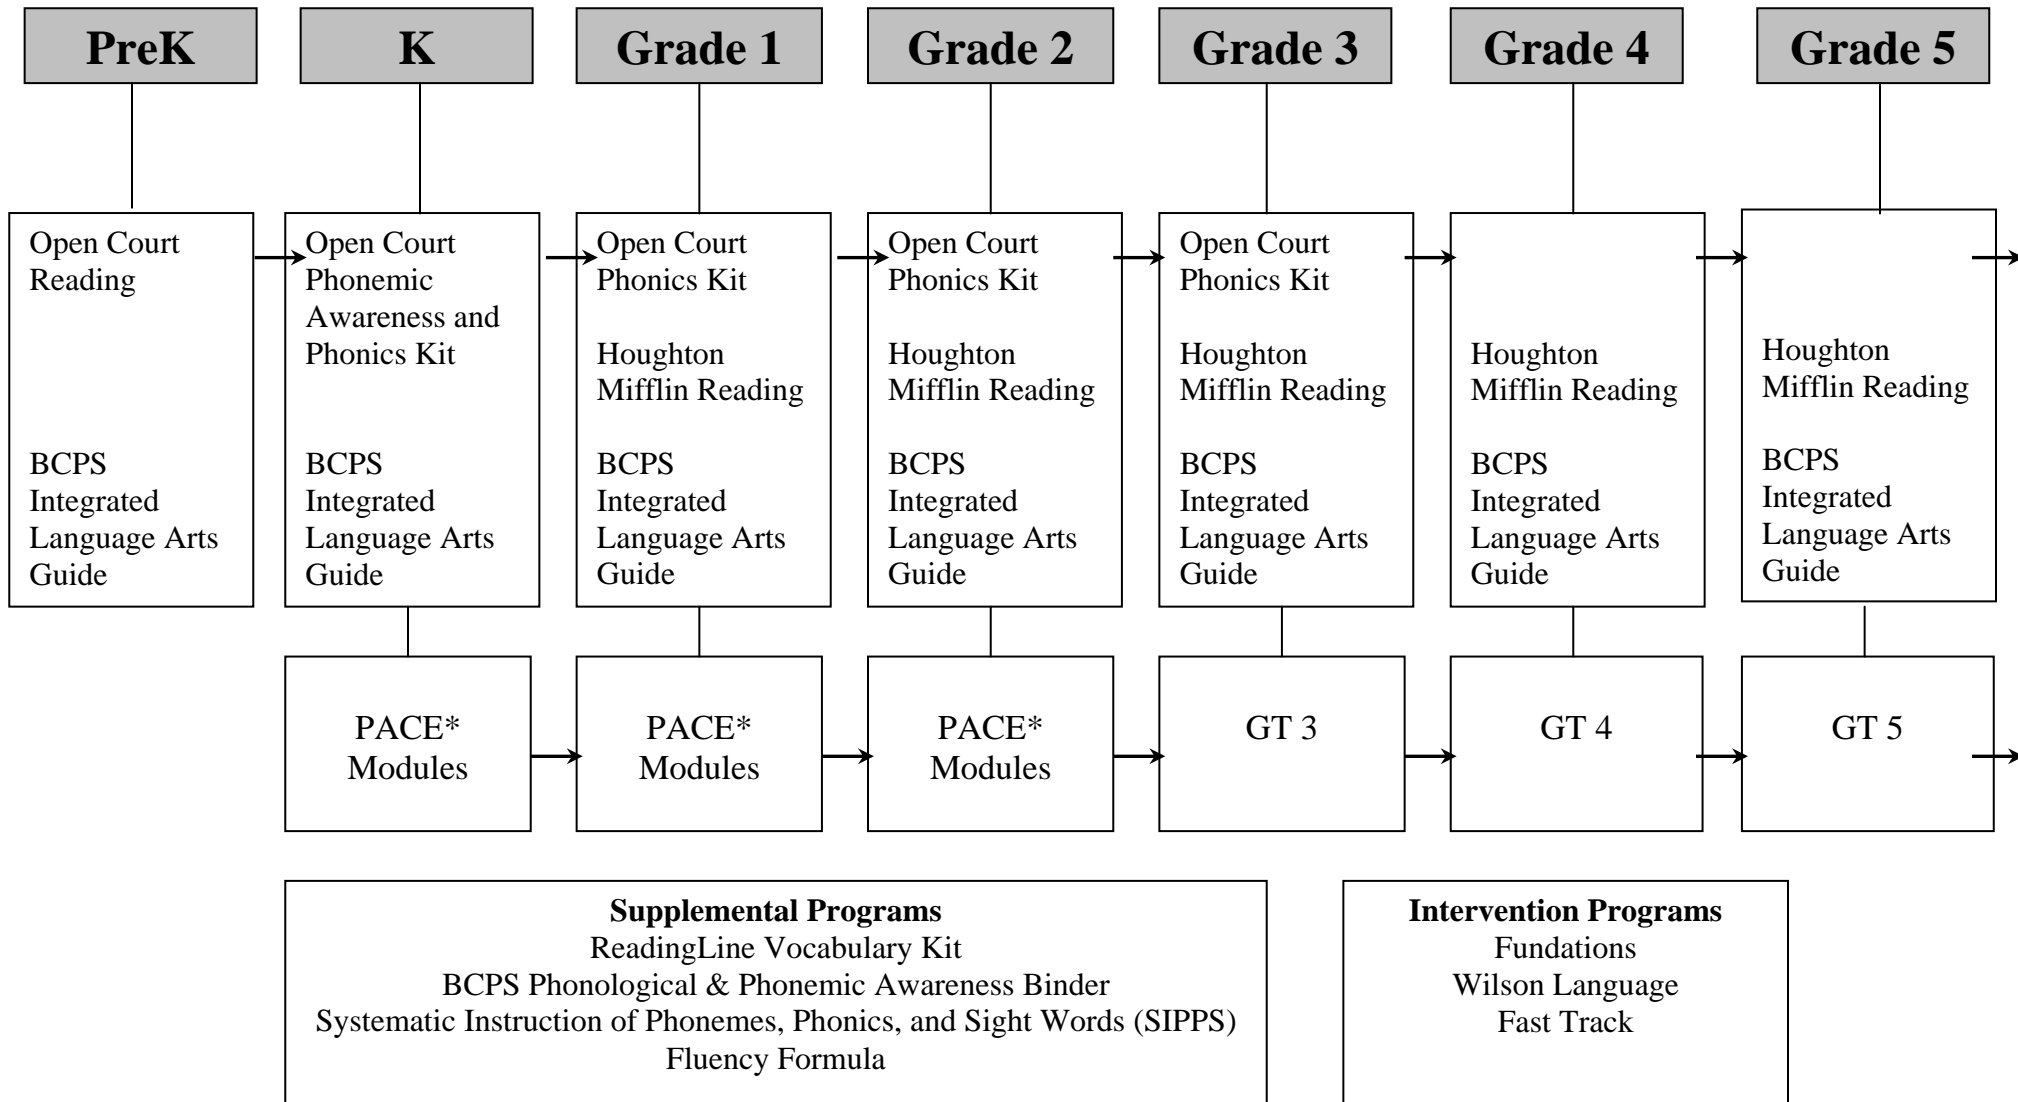 PreK
K
Grade 1
Grade 2
Grade 3
Grade 4
Grade 5
Open Court
Reading
BCPS
Integrated
Language Arts
Guide
Open Court
Phonemic
Awareness and
Phonics Kit
BCPS
Integrated
Language Arts
Guide
Open Court
Phonics Kit
Houghton
Mifflin Reading
BCPS
Integrated
Language Arts
Guide
Open Court
Phonics Kit
Houghton
Mifflin Reading
BCPS
Integrated
Language Arts
Guide
Open Court
Phonics Kit
Houghton
Mifflin Reading
BCPS
Integrated
Language Arts
Guide
Houghton
Mifflin Reading
BCPS
Integrated
Language Arts
Guide
Houghton
Mifflin Reading
BCPS
Integrated
Language Arts
Guide
PACE*
Modules
PACE*
Modules
PACE*
Modules
GT 3
GT 4
GT 5
Supplemental Programs
ReadingLine Vocabulary Kit
BCPS Phonological & Phonemic Awareness Binder
Systematic Instruction of Phonemes, Phonics, and Sight Words (SIPPS)
Fluency Formula
Intervention Programs
Fundations
Wilson Language
Fast Track